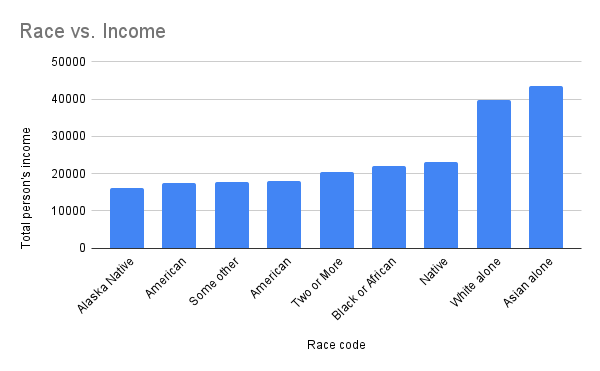 Race vs. Income
50000
40000
30000
20000
10000
0
Total person's income
Alaska Native
American
Some other
American
Two or More
Black or African
Native
White alone
Asian alone
Race code